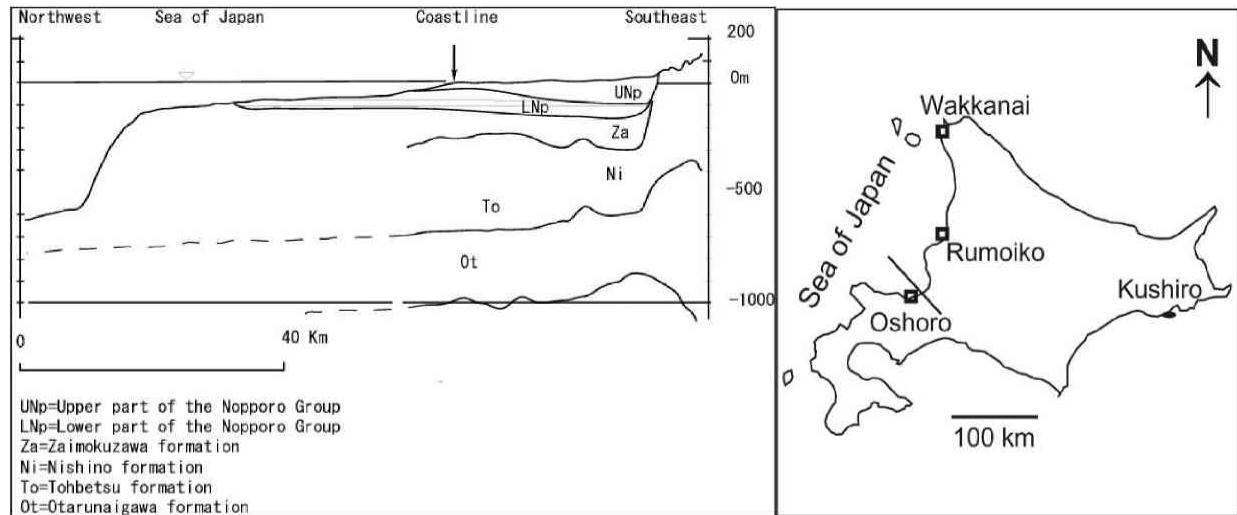 Northwest Sea of Japan Coastline Southeast
200
0m
UNp
LNp
Za
Ni
-500
To
Ot
-1000
0 40 Km
UNp=Upper part of the Nopporo Group
LNp=Lower part of the Nopporo Group
Za=Zaimokuzawa formation
Ni=Nishino formation
To=Tohbetsu formation
Ot=Otarunaigawa formation
N
Wakkanai
Sea of Japan
Rumoiko
Kushiro
Oshoro
100 km